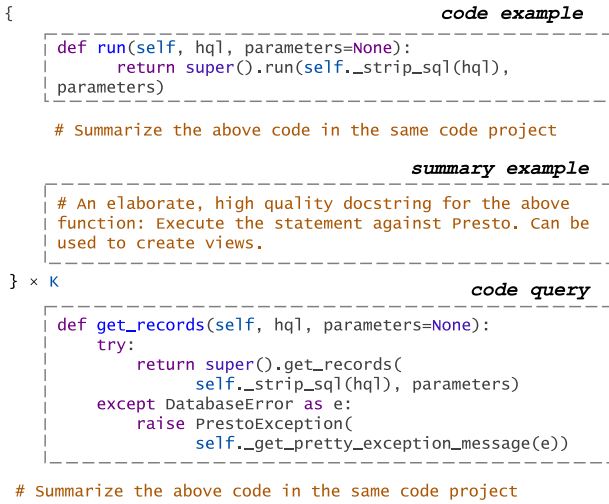 {
code example
def run(self, hql, parameters=None):
return super().run(self._strip_sql(hql),
parameters)
# Summarize the above code in the same code project
summary example
# An elaborate, high quality docstring for the above
function: Execute the statement against Presto. Can be
used to create views.
} × K
code query
def get_records(self, hql, parameters=None):
try:
return super().get_records(
self._strip_sql(hql), parameters)
except DatabaseError as e:
raise PrestoException(
self._get_pretty_exception_message(e))
# Summarize the above code in the same code project